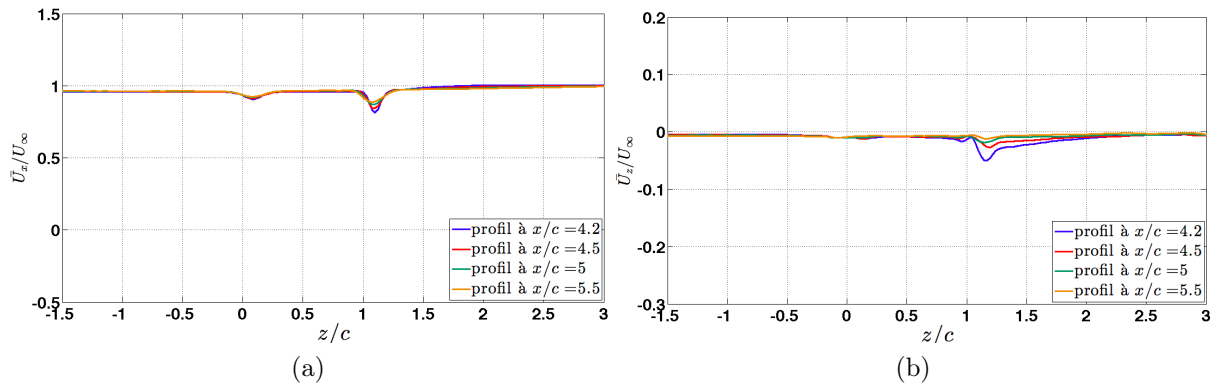 1.5
1
0.5
0
-0.5
-1.5 -1 -0.5 0 0.5 1 1.5 2 2.5 3
Ū_x/U_∞
z/c
profil à x/c =4.2
profil à x/c =4.5
profil à x/c =5
profil à x/c =5.5
(a)
0.2
0.1
0
-0.1
-0.2
-0.3
-1.5 -1 -0.5 0 0.5 1 1.5 2 2.5 3
Ū_z/U_∞
z/c
profil à x/c =4.2
profil à x/c =4.5
profil à x/c =5
profil à x/c =5.5
(b)